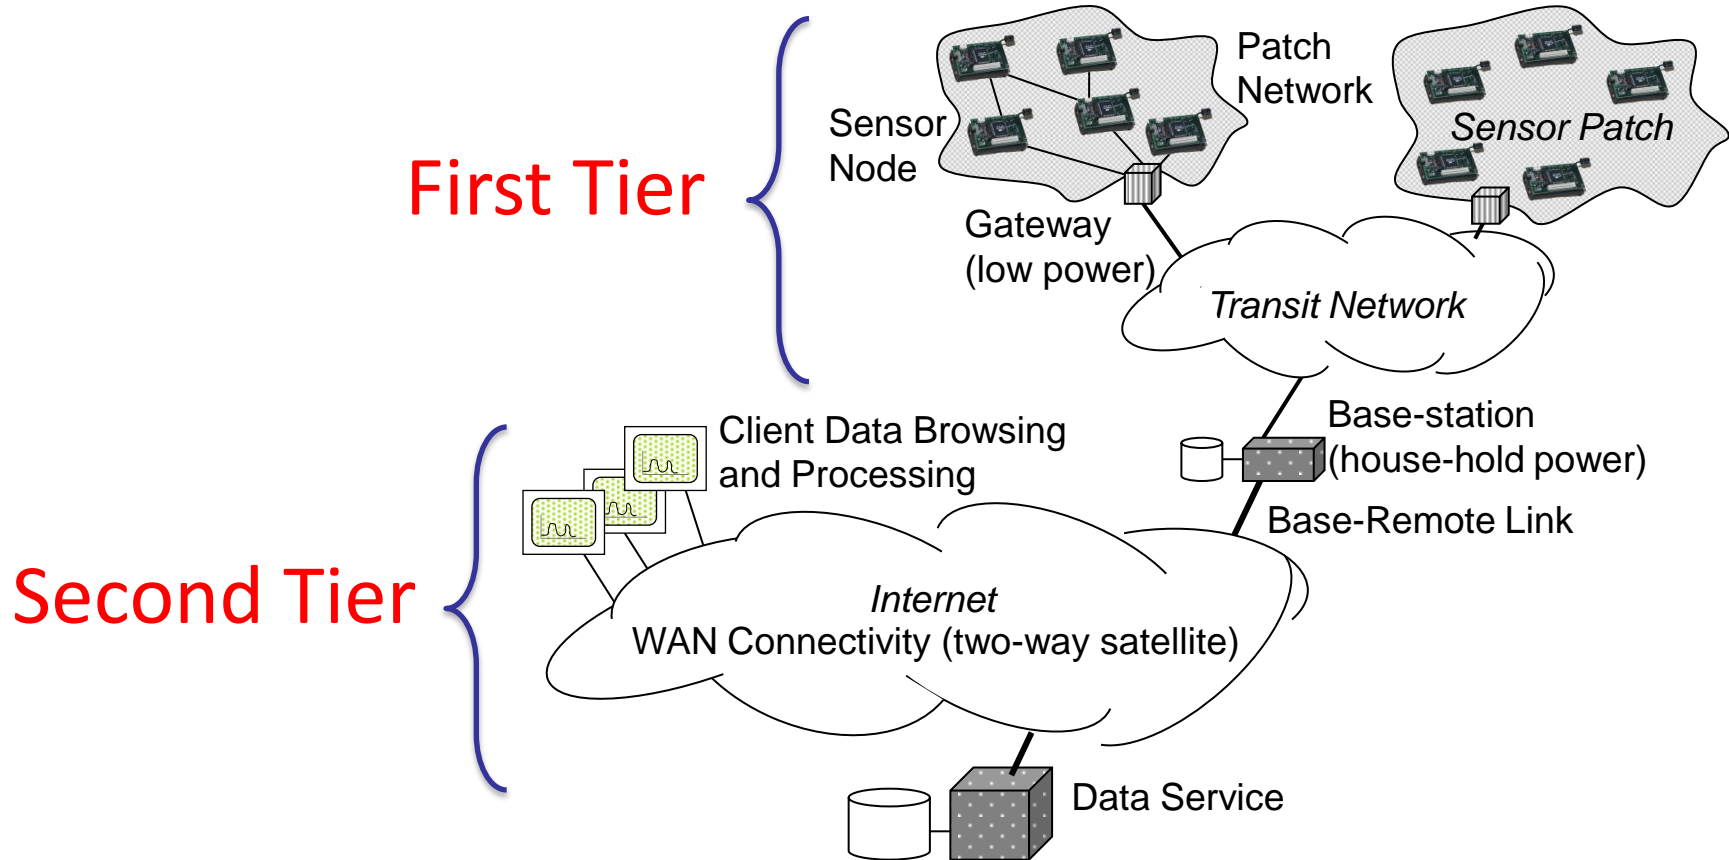 Patch
Network
Sensor
Node
Sensor Patch
First Tier
Gateway
(low power)
Transit Network
Client Data Browsing
and Processing
Base-station
(house-hold power)
Base-Remote Link
Second Tier
Internet
WAN Connectivity (two-way satellite)
Data Service